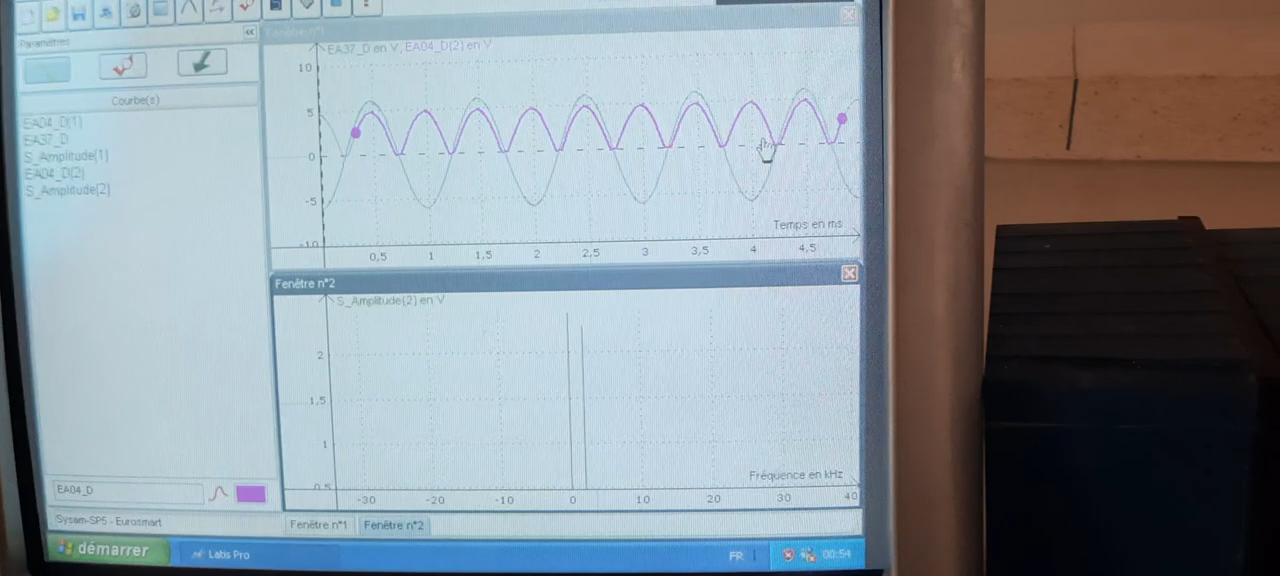 Paramètres
Courbe(s)
EA04_D(1)
EA37_D
S_Amplitude(1)
EA04_D(2)
S_Amplitude(2)
EA04_D
Sysam-SP5 - Eurosmart
EA37_D en V, EA04_D(2) en V
10
5
0
-5
-10
Temps en ms
0,5 1 1,5 2 2,5 3 3,5 4 4,5
Fenêtre n°2
S_Amplitude(2) en V
2
1,5
1
0,5
Fréquence en kHz
-30 -20 -10 0 10 20 30 40
Fenêtre n°1 Fenêtre n°2
démarrer
Latis Pro
FR
00:54